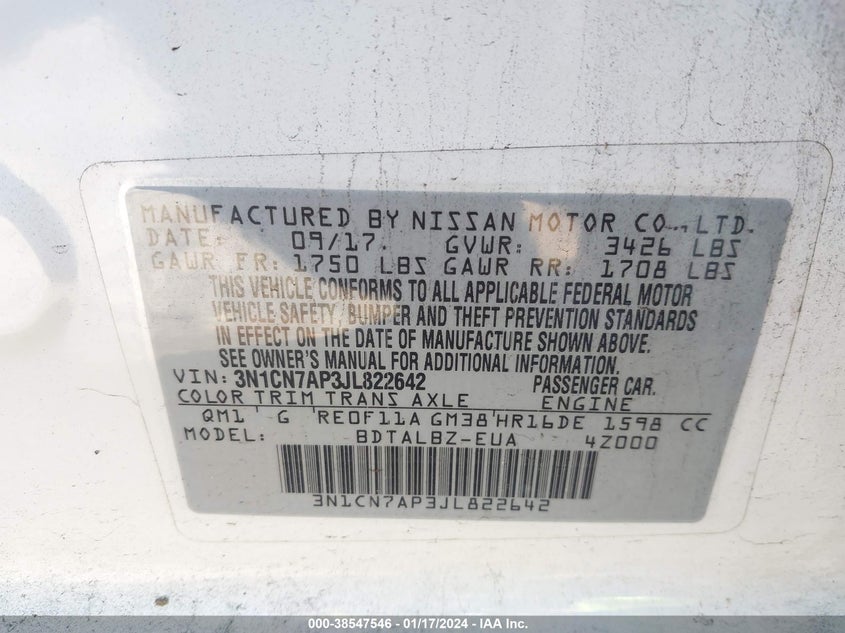 MANUFACTURED BY NISSAN MOTOR CO., LTD.
DATE: 09/17. GVWR: 3426 LBS
GAWR FR: 1750 LBS GAWR RR: 1708 LBS
THIS VEHICLE CONFORMS TO ALL APPLICABLE FEDERAL MOTOR
VEHICLE SAFETY, BUMPER AND THEFT PREVENTION STANDARDS
IN EFFECT ON THE DATE OF MANUFACTURE SHOWN ABOVE.
SEE OWNER'S MANUAL FOR ADDITIONAL INFORMATION.
VIN: 3N1CN7AP3JL822642 PASSENGER CAR.
COLOR TRIM TRANS AXLE ENGINE
QM1 G RE0F11A GM38 HR16DE 1598 CC
MODEL: BDTALBZ-EUA 4Z000
3N1CN7AP3JL822642
000-38547546 | 01/17/2024 | IAA Inc.